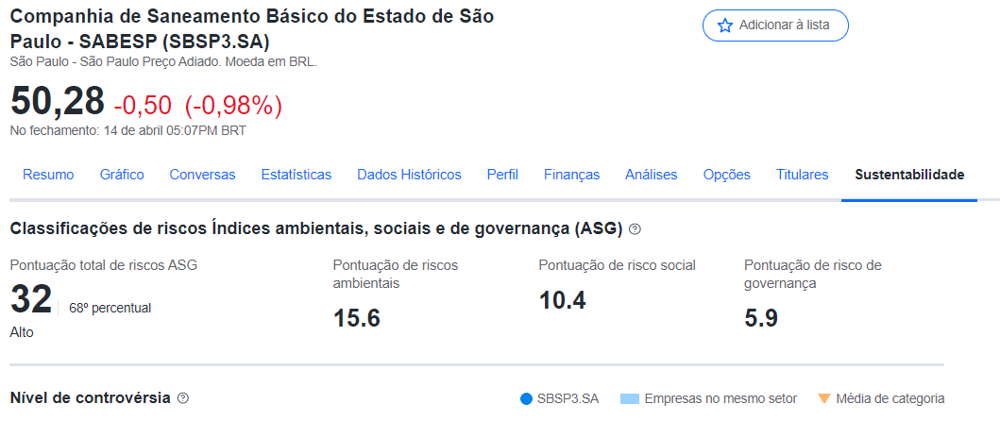 Companhia de Saneamento Básico do Estado de São
Paulo - SABESP (SBSP3.SA)
Adicionar à lista
São Paulo - São Paulo Preço Adiado. Moeda em BRL.
50,28 -0,50 (-0,98%)
No fechamento: 14 de abril 05:07PM BRT
Resumo Gráfico Conversas Estatísticas Dados Históricos Perfil Finanças Análises Opções Titulares Sustentabilidade
Classificações de riscos Índices ambientais, sociais e de governança (ASG)
Pontuação total de riscos ASG
32 68º percentual
Alto
Pontuação de riscos
ambientais
15.6
Pontuação de risco social
10.4
Pontuação de risco de
governança
5.9
Nível de controvérsia
SBSP3.SA Empresas no mesmo setor Média de categoria